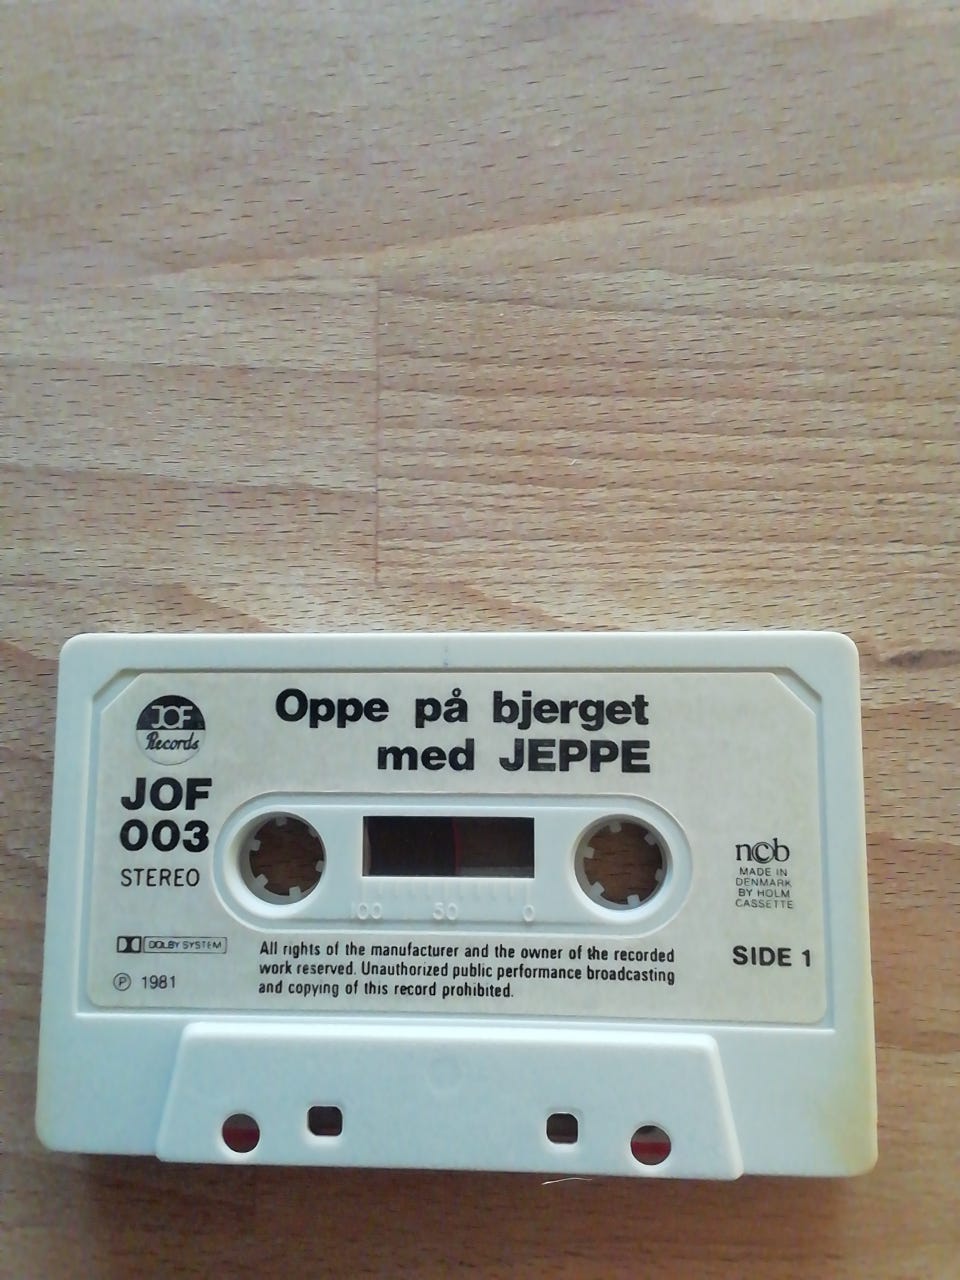 JOF
Records
Oppe på bjerget
med JEPPE
JOF
003
STEREO
100 50 0
ncb
MADE IN
DENMARK
BY HOLM
CASSETTE
DOLBY SYSTEM
℗ 1981
All rights of the manufacturer and the owner of the recorded
work reserved. Unauthorized public performance broadcasting
and copying of this record prohibited.
SIDE 1